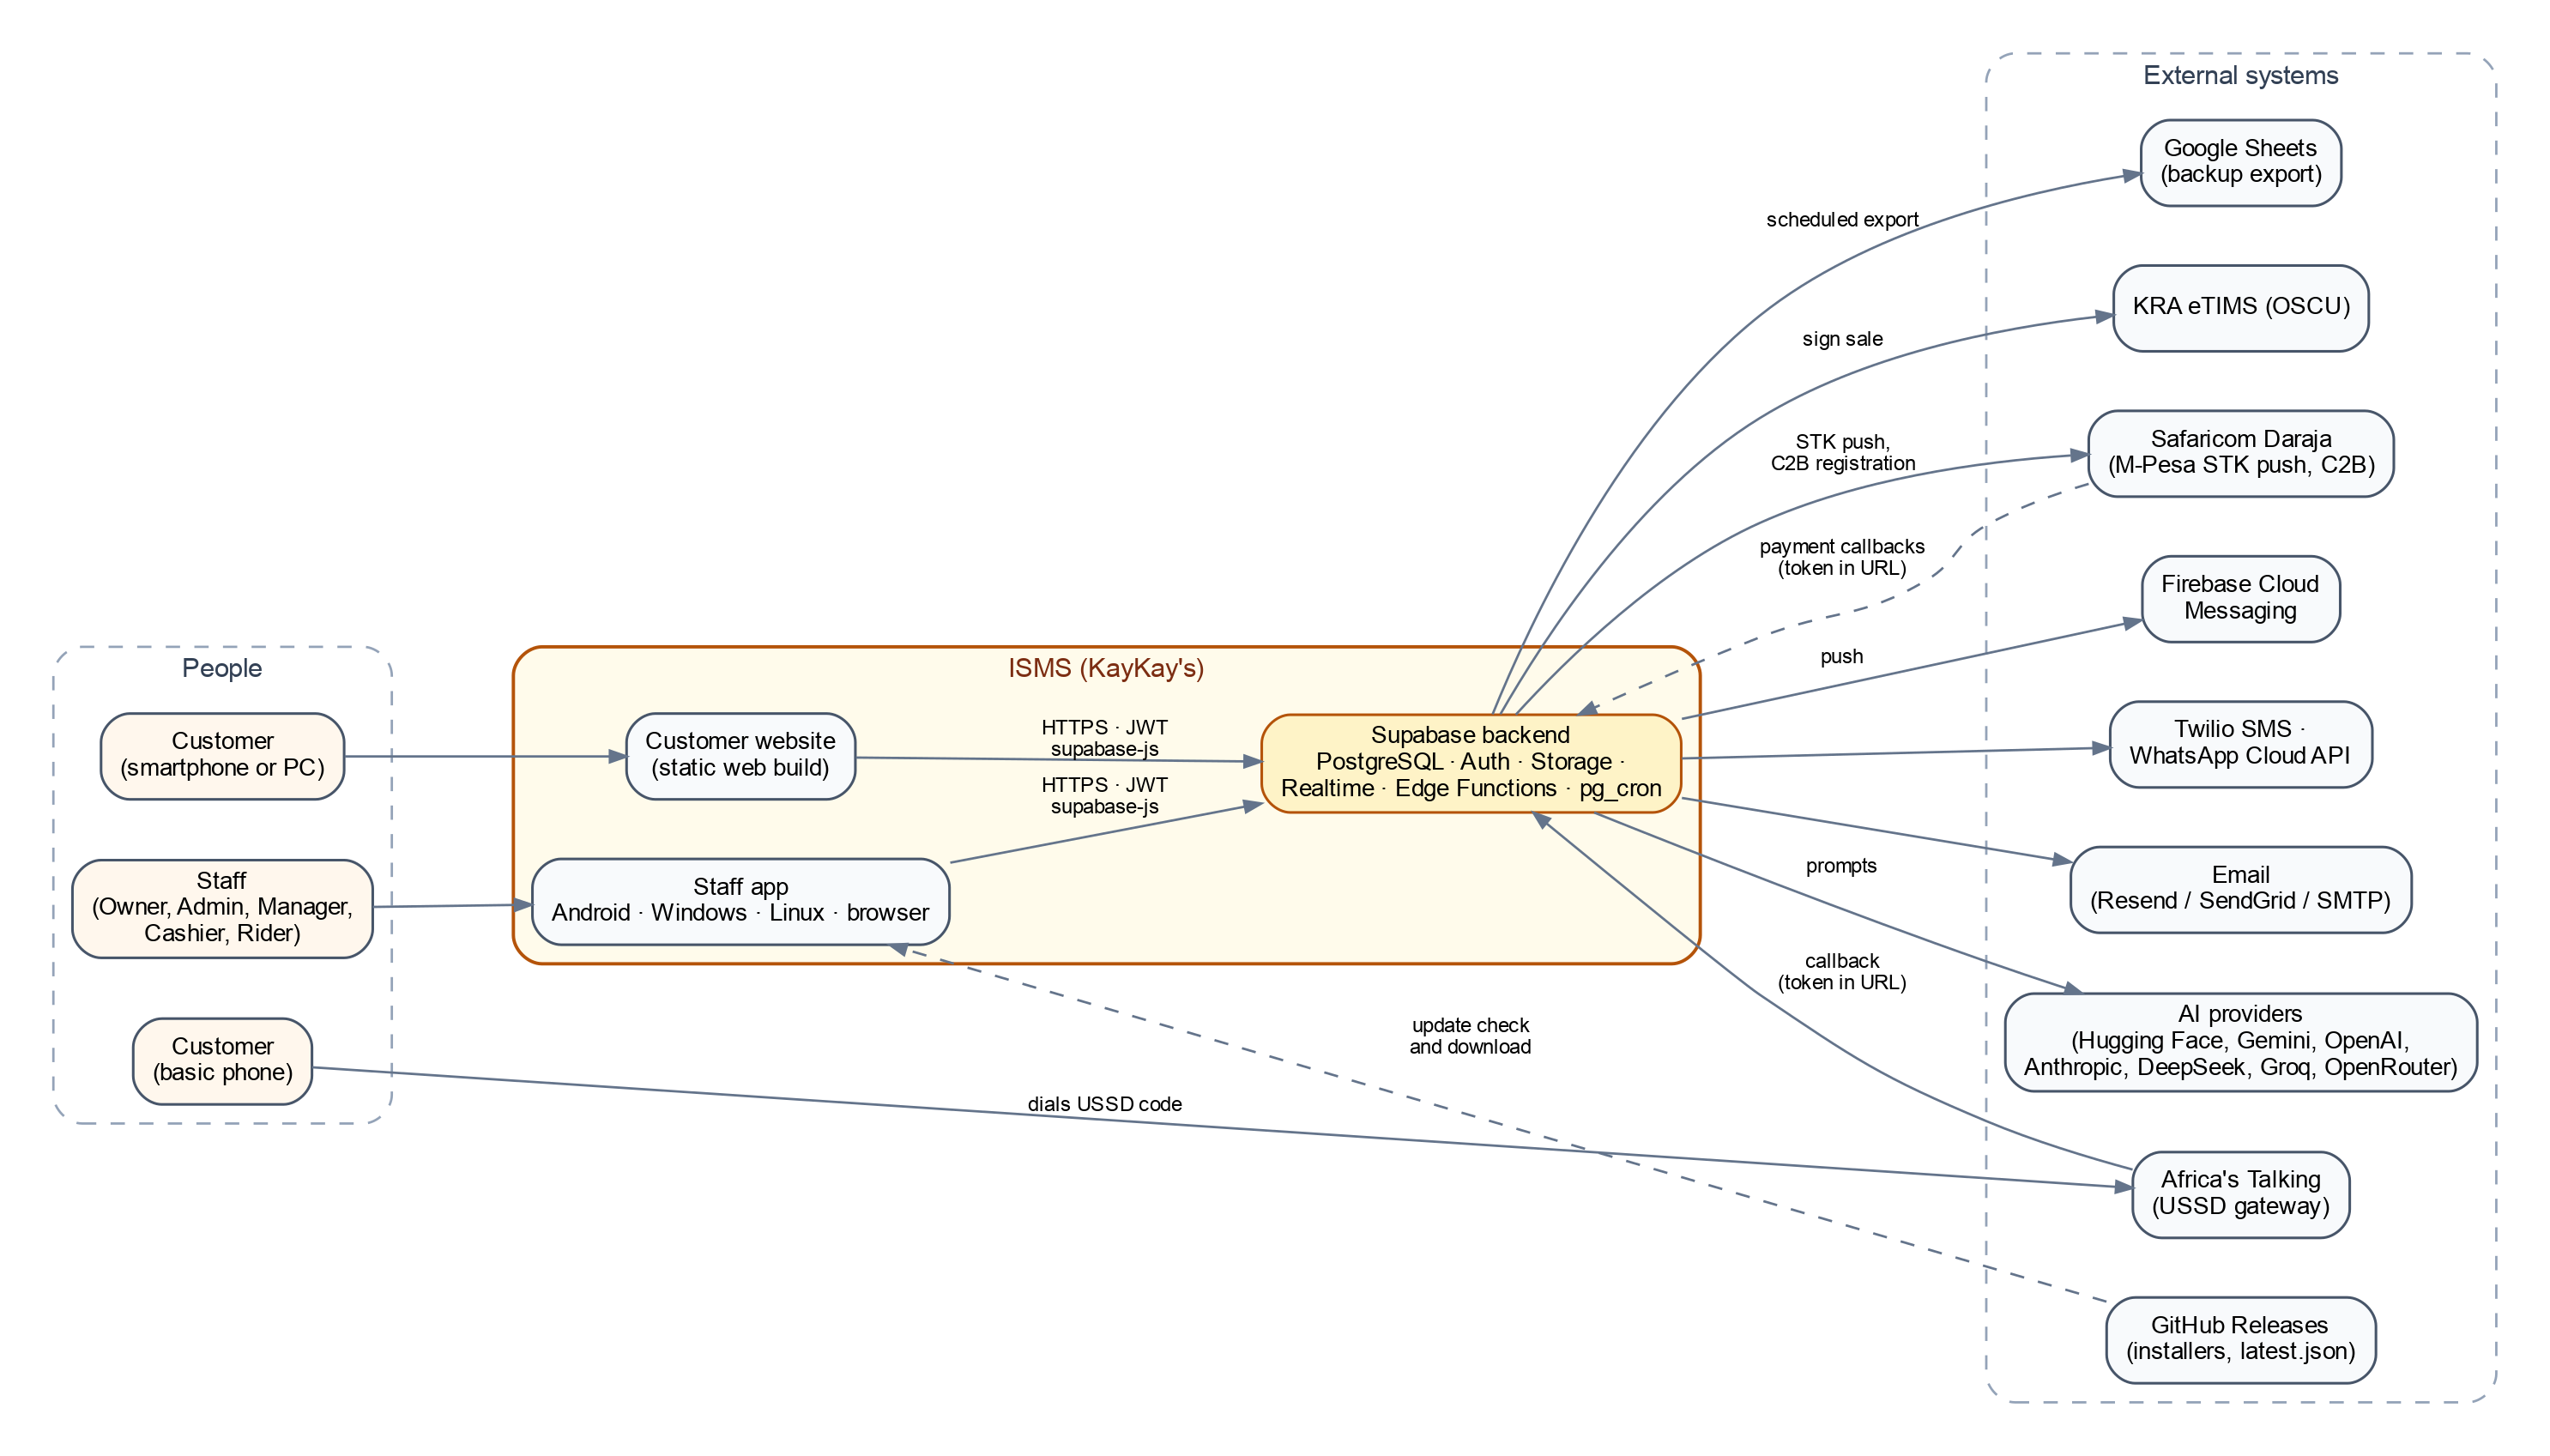 People
Customer
(smartphone or PC)
Staff
(Owner, Admin, Manager,
Cashier, Rider)
Customer
(basic phone)
ISMS (KayKay's)
Customer website
(static web build)
Staff app
Android · Windows · Linux · browser
HTTPS · JWT
supabase-js
HTTPS · JWT
supabase-js
Supabase backend
PostgreSQL · Auth · Storage ·
Realtime · Edge Functions · pg_cron
scheduled export
sign sale
STK push,
C2B registration
payment callbacks
(token in URL)
push
prompts
callback
(token in URL)
update check
and download
dials USSD code
External systems
Google Sheets
(backup export)
KRA eTIMS (OSCU)
Safaricom Daraja
(M-Pesa STK push, C2B)
Firebase Cloud
Messaging
Twilio SMS ·
WhatsApp Cloud API
Email
(Resend / SendGrid / SMTP)
AI providers
(Hugging Face, Gemini, OpenAI,
Anthropic, DeepSeek, Groq, OpenRouter)
Africa's Talking
(USSD gateway)
GitHub Releases
(installers, latest.json)